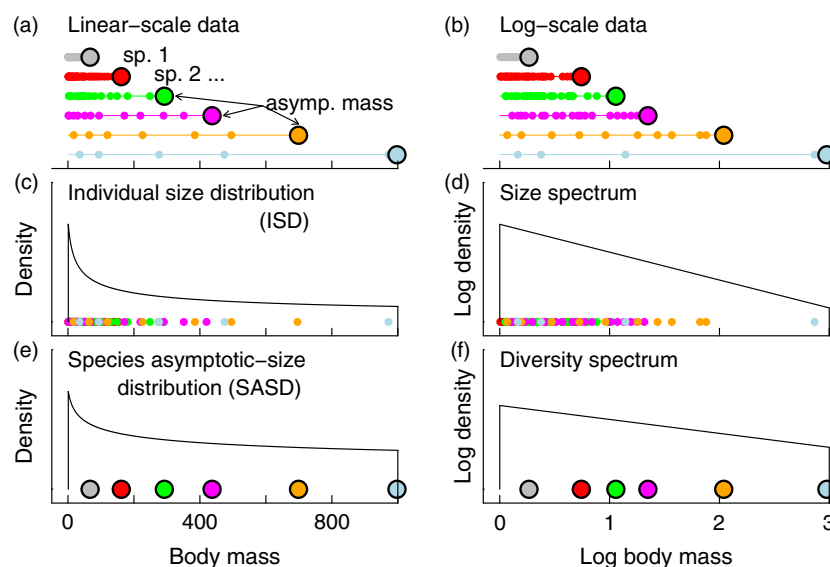 (a) Linear−scale data
sp. 1
sp. 2 ...
asymp. mass
(b) Log−scale data
(c) Individual size distribution
(ISD)
Density
(d) Size spectrum
Log density
(e) Species asymptotic−size
distribution (SASD)
Density
0 400 800
Body mass
(f) Diversity spectrum
Log density
0 1 2 3
Log body mass